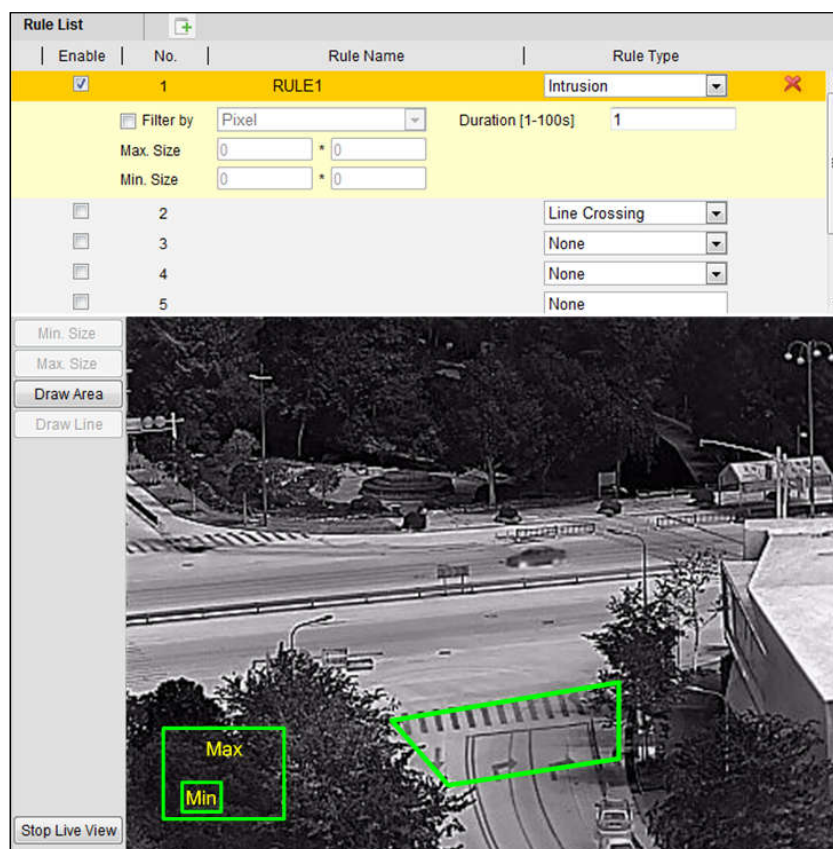 Rule List
Enable No. Rule Name Rule Type
1 RULE1 Intrusion
Filter by Pixel Duration [1-100s] 1
Max. Size 0 * 0
Min. Size 0 * 0
2 Line Crossing
3 None
4 None
5 None
Min. Size
Max. Size
Draw Area
Draw Line
Max
Min
Stop Live View